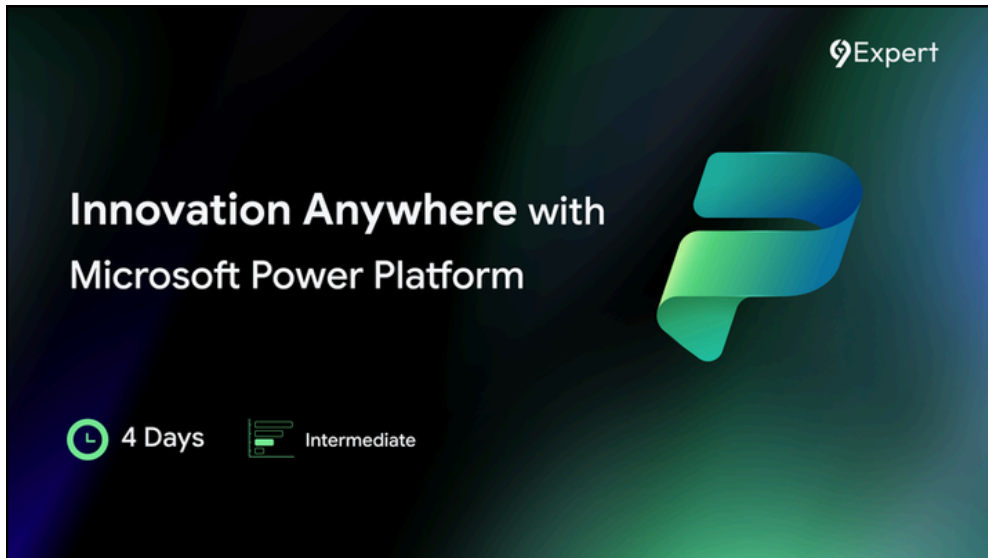 9Expert
Innovation Anywhere with
Microsoft Power Platform
4 Days
Intermediate